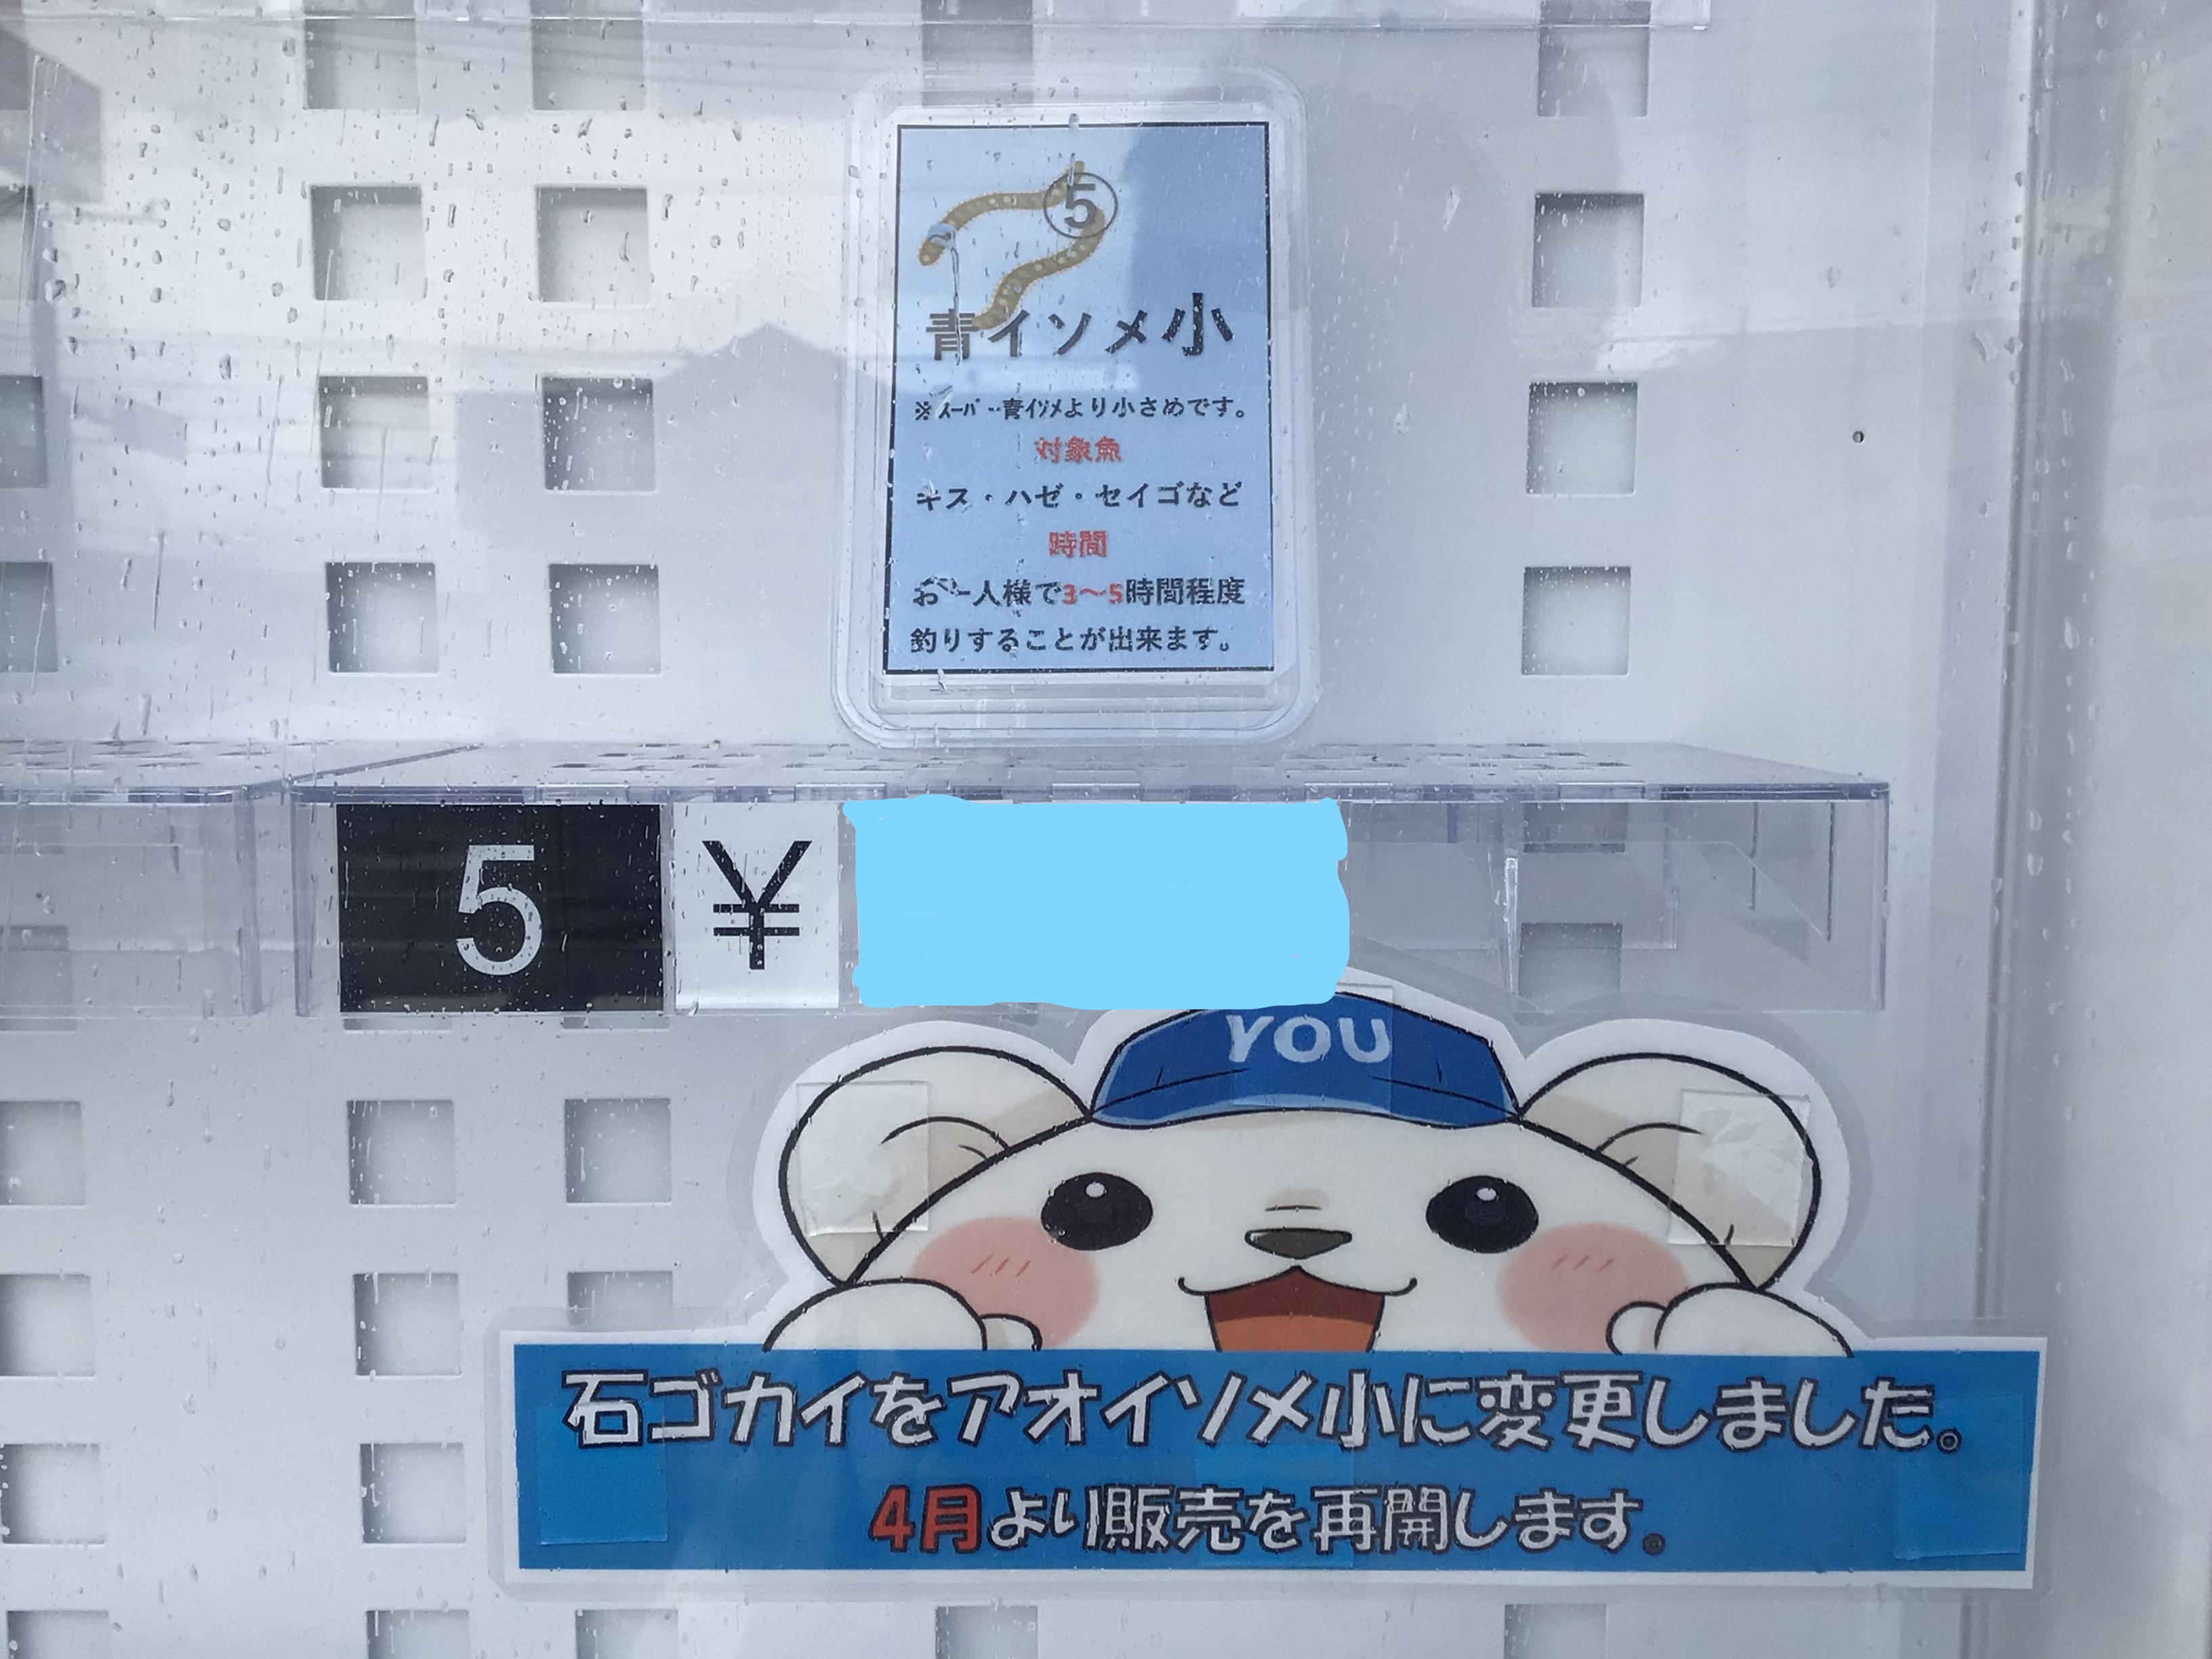 ⑤
青イソメ小
※スーパー青イソメより小さめです。
対象魚
キス・ハゼ・セイゴなど
時間
お一人様で3～5時間程度
釣りすることが出来ます。
5 ¥
YOU
石ゴカイをアオイソメ小に変更しました。
4月より販売を再開します。